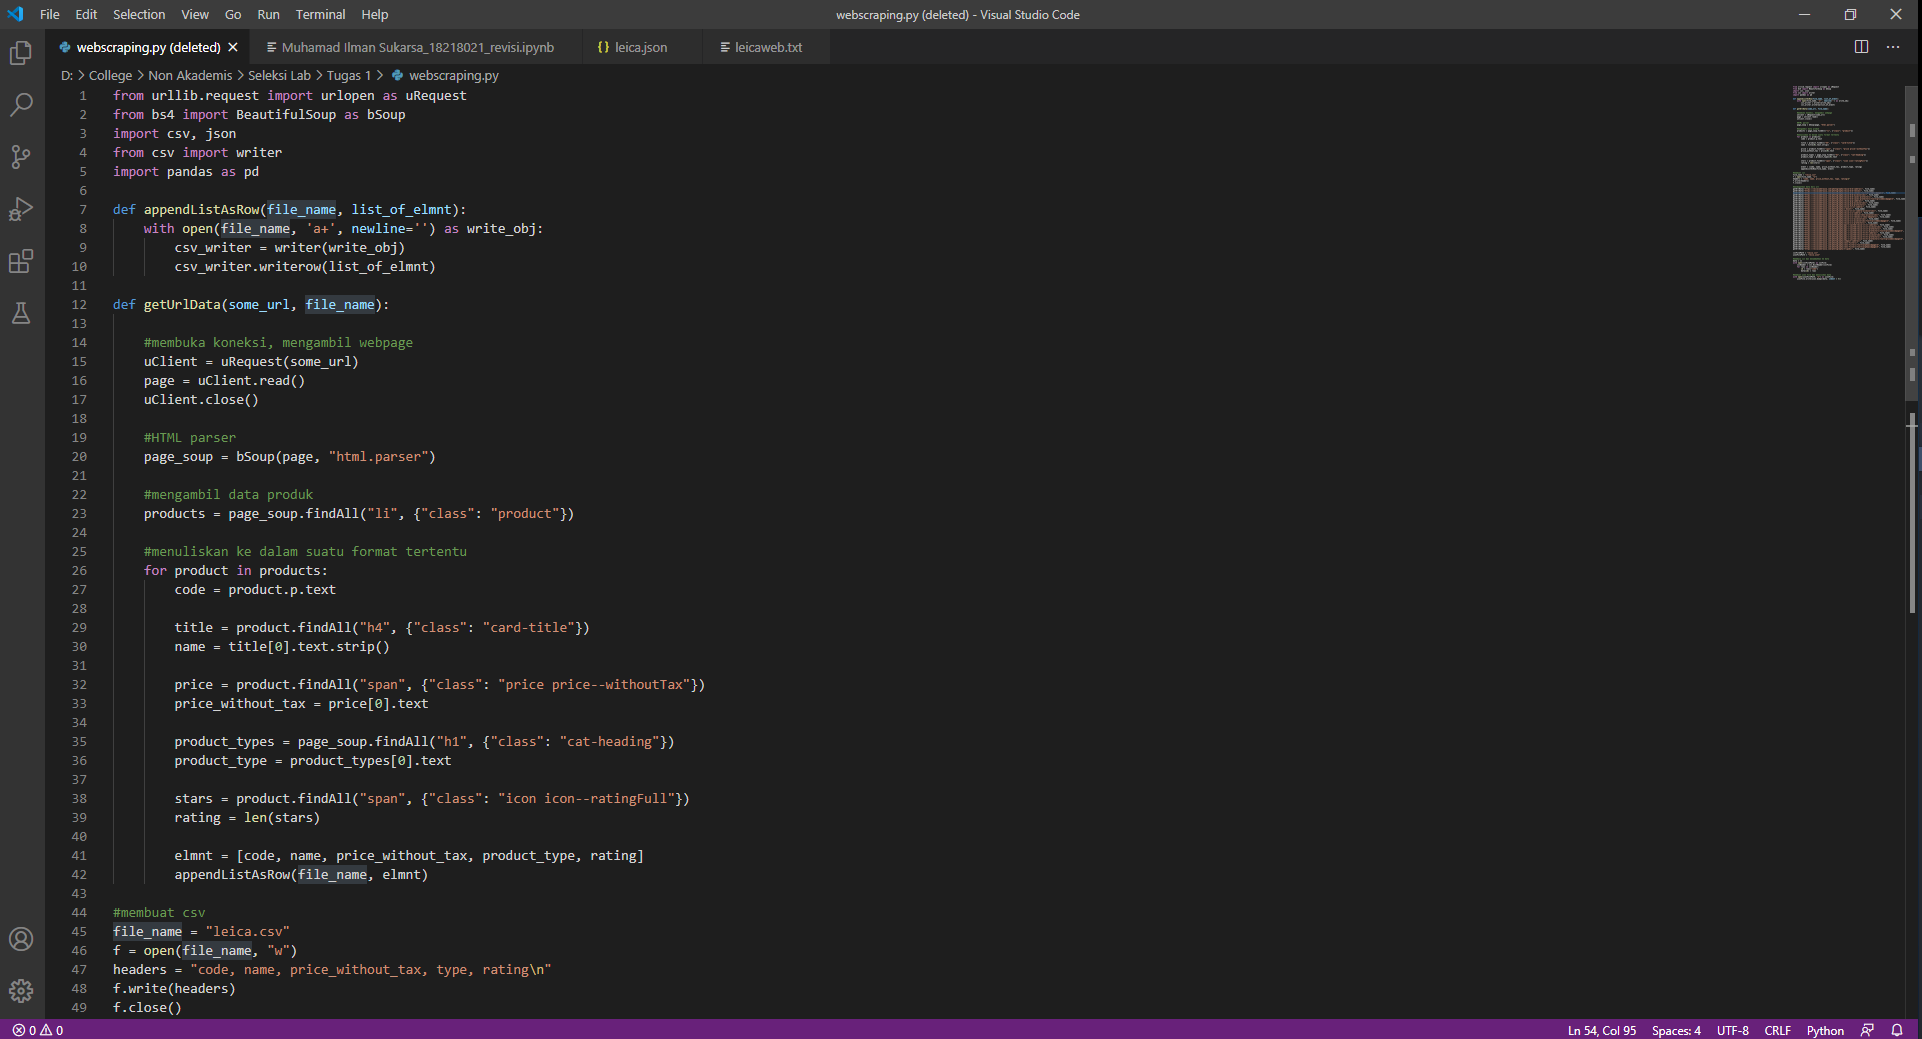 File Edit Selection View Go Run Terminal Help
webscraping.py (deleted) - Visual Studio Code
webscraping.py (deleted) Muhamad Ilman Sukarsa_18218021_revisi.ipynb {} leica.json leicaweb.txt
D: > College > Non Akademis > Seleksi Lab > Tugas 1 > webscraping.py
1 from urllib.request import urlopen as uRequest
2 from bs4 import BeautifulSoup as bSoup
3 import csv, json
4 from csv import writer
5 import pandas as pd
6
7 def appendListAsRow(file_name, list_of_elmnt):
8     with open(file_name, 'a+', newline='') as write_obj:
9         csv_writer = writer(write_obj)
10         csv_writer.writerow(list_of_elmnt)
11
12 def getUrlData(some_url, file_name):
13
14     #membuka koneksi, mengambil webpage
15     uClient = uRequest(some_url)
16     page = uClient.read()
17     uClient.close()
18
19     #HTML parser
20     page_soup = bSoup(page, "html.parser")
21
22     #mengambil data produk
23     products = page_soup.findAll("li", {"class": "product"})
24
25     #menuliskan ke dalam suatu format tertentu
26     for product in products:
27         code = product.p.text
28
29         title = product.findAll("h4", {"class": "card-title"})
30         name = title[0].text.strip()
31
32         price = product.findAll("span", {"class": "price price--withoutTax"})
33         price_without_tax = price[0].text
34
35         product_types = page_soup.findAll("h1", {"class": "cat-heading"})
36         product_type = product_types[0].text
37
38         stars = product.findAll("span", {"class": "icon icon--ratingFull"})
39         rating = len(stars)
40
41         elmnt = [code, name, price_without_tax, product_type, rating]
42         appendListAsRow(file_name, elmnt)
43
44 #membuat csv
45 file_name = "leica.csv"
46 f = open(file_name, "w")
47 headers = "code, name, price_without_tax, type, rating\n"
48 f.write(headers)
49 f.close()
0 0 Ln 54, Col 95 Spaces: 4 UTF-8 CRLF Python